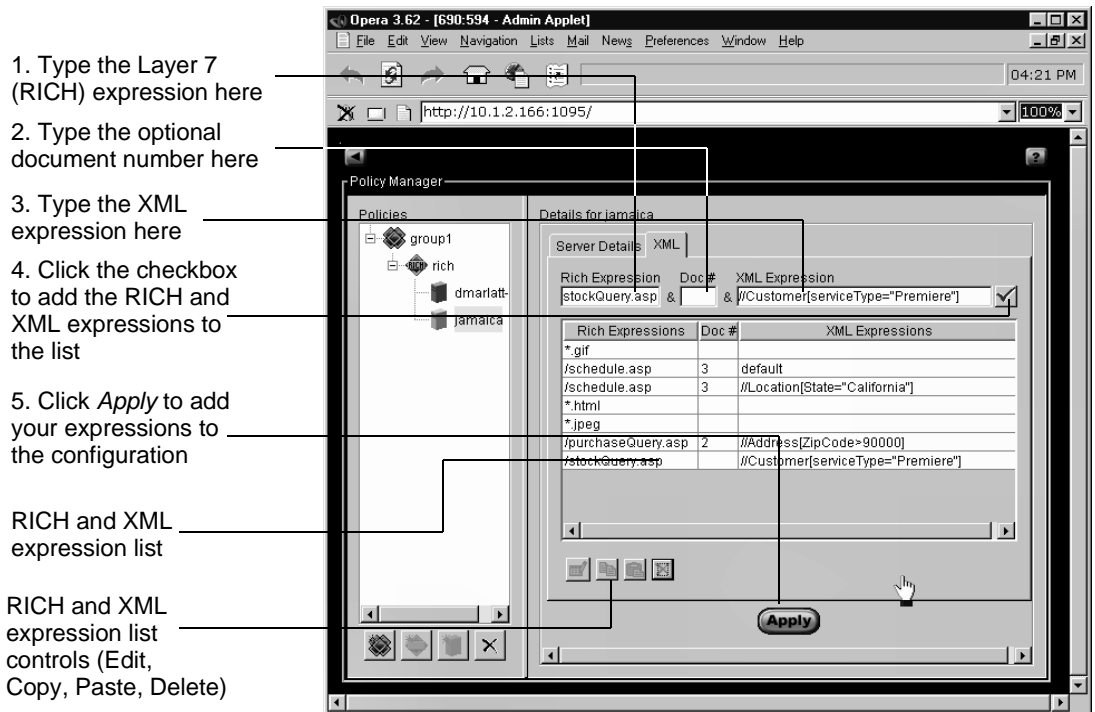 Opera 3.62 - [690:594 - Admin Applet]
File Edit View Navigation Lists Mail News Preferences Window Help
04:21 PM
http://10.1.2.166:1095/
100%
1. Type the Layer 7
(RICH) expression here
2. Type the optional
document number here
3. Type the XML
expression here
4. Click the checkbox
to add the RICH and
XML expressions to
the list
5. Click Apply to add
your expressions to
the configuration
RICH and XML
expression list
RICH and XML
expression list
controls (Edit,
Copy, Paste, Delete)
?
Policy Manager
Policies
group1
RICH
rich
dmarlatt-
jamaica
Details for jamaica
Server Details XML
Rich Expression Doc # XML Expression
stockQuery.asp & & //Customer[serviceType="Premiere"]
Rich Expressions Doc # XML Expressions
*.gif
/schedule.asp 3 default
/schedule.asp 3 //Location[State="California"]
*.html
*.jpeg
/purchaseQuery.asp 2 //Address[ZipCode>90000]
/stockQuery.asp //Customer[serviceType="Premiere"]
Apply